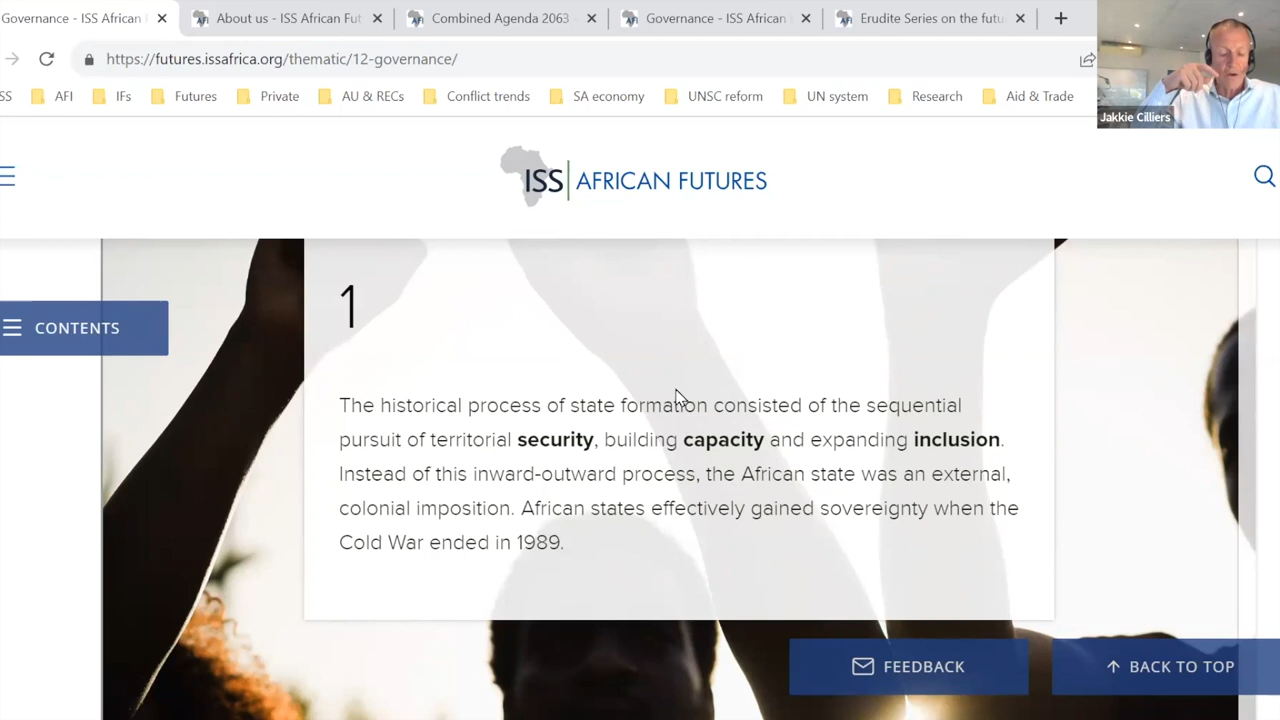 Governance - ISS African
About us - ISS African Fut
Combined Agenda 2063
Governance - ISS African
Erudite Series on the futu
https://futures.issafrica.org/thematic/12-governance/
SS AFI IFs Futures Private AU & RECs Conflict trends SA economy UNSC reform UN system Research Aid & Trade
Jakkie Cilliers
ISS AFRICAN FUTURES
CONTENTS
1
The historical process of state formation consisted of the sequential
pursuit of territorial security, building capacity and expanding inclusion.
Instead of this inward-outward process, the African state was an external,
colonial imposition. African states effectively gained sovereignty when the
Cold War ended in 1989.
FEEDBACK
BACK TO TOP